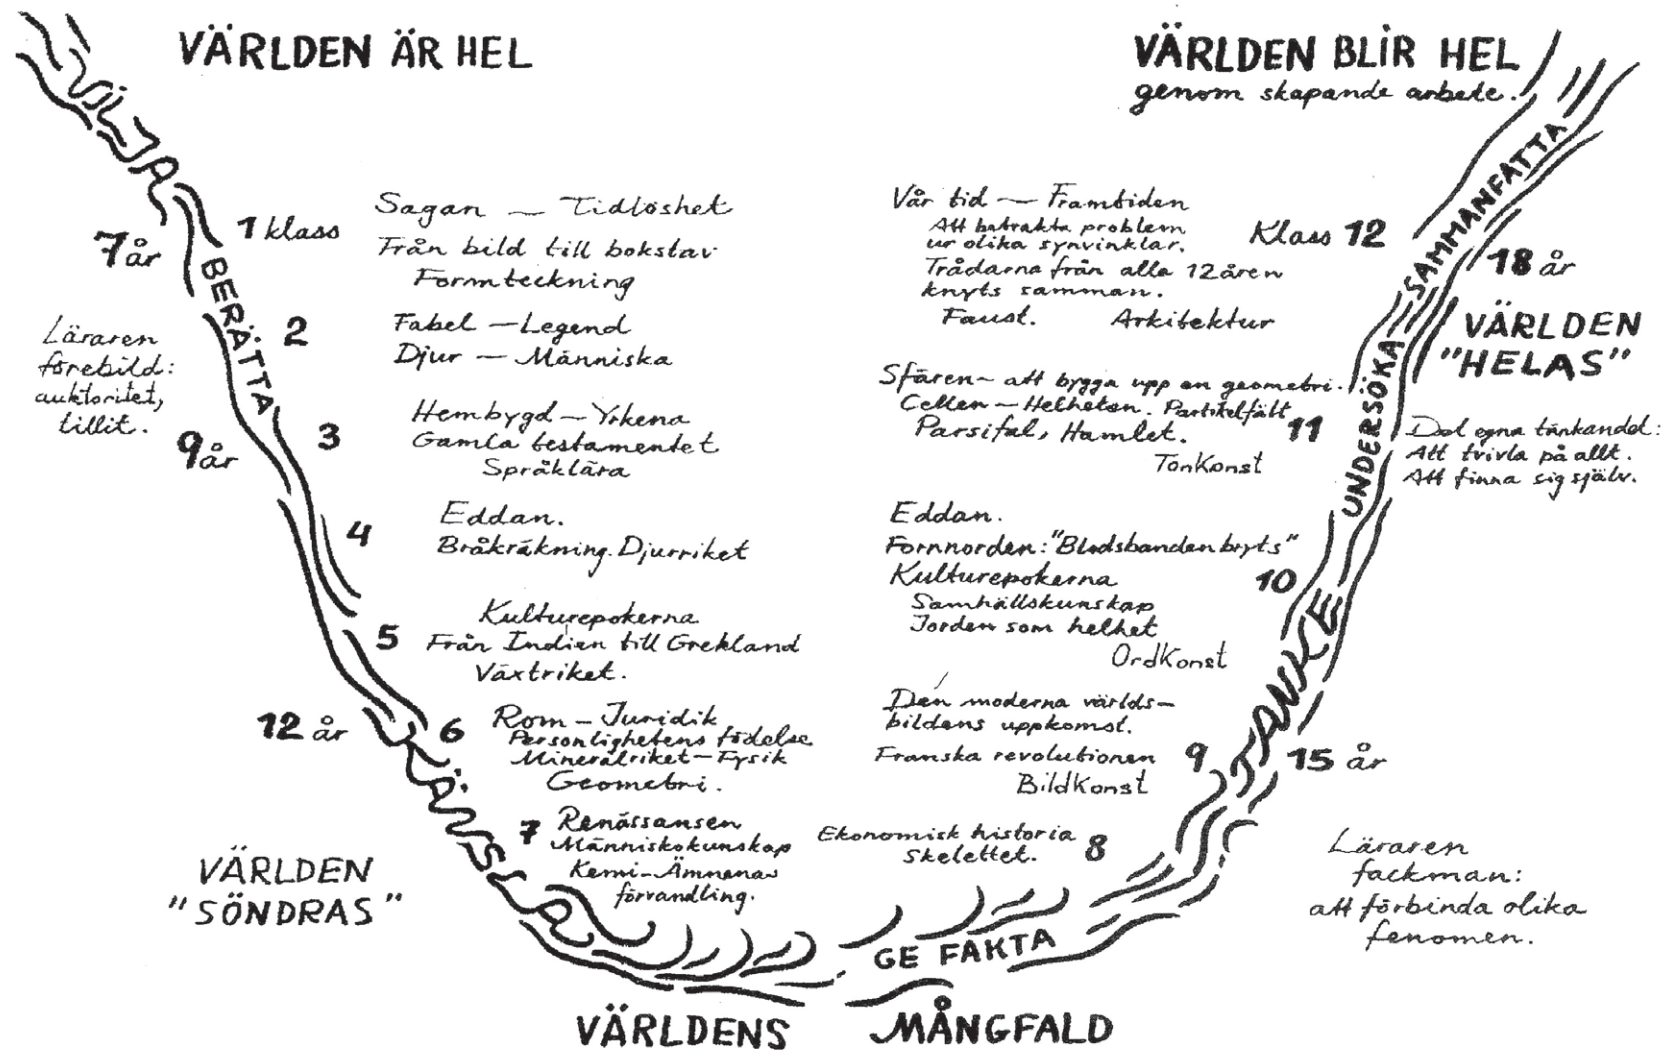 VÄRLDEN ÄR HEL
VILJA
7 år
1 klass
Sagan — Tidlöshet
Från bild till bokstav
Formteckning
BERÄTTA
Läraren
förebild:
auktoritet,
tillit.
2
Fabel — Legend
Djur — Människa
9 år
3
Hembygd — Yrkena
Gamla testamentet
Språklära
4
Eddan.
Bråkräkning. Djurriket
5
Kulturepokerna
Från Indien till Grekland
Växtriket.
12 år
6
Rom — Juridik
Personlighetens födelse
Mineralriket — Fysik
Geometri.
KÄNSLA
7
Renässansen
Människokunskap
Kemi — Ämnenas
förvandling.
VÄRLDEN
"SÖNDRAS"
VÄRLDENS MÅNGFALD
GE FAKTA
Ekonomisk historia
Skelettet.
8
Läraren
fackman:
att förbinda olika
fenomen.
Den moderna världs-
bildens uppkomst.
Franska revolutionen
BildKonst
9
15 år
TANKE
Eddan.
Fornnorden: "Blodsbanden bryts"
Kulturepokerna
Samhällskunskap
Jorden som helhet
OrdKonst
10
Sfären — att bygga upp en geometri.
Cellen — Helheten. Partikelfält
Parsifal, Hamlet.
TonKonst
11
UNDERSÖKA
Det egna tänkandet:
Att tvivla på allt.
Att finna sig själv.
VÄRLDEN
"HELAS"
Vår tid — Framtiden
Att betrakta problem
ur olika synvinklar.
Trådarna från alla 12 åren
knyts samman.
Faust. Arkitektur
Klass 12
18 år
SAMMANFATTA
VÄRLDEN BLIR HEL
genom skapande arbete.